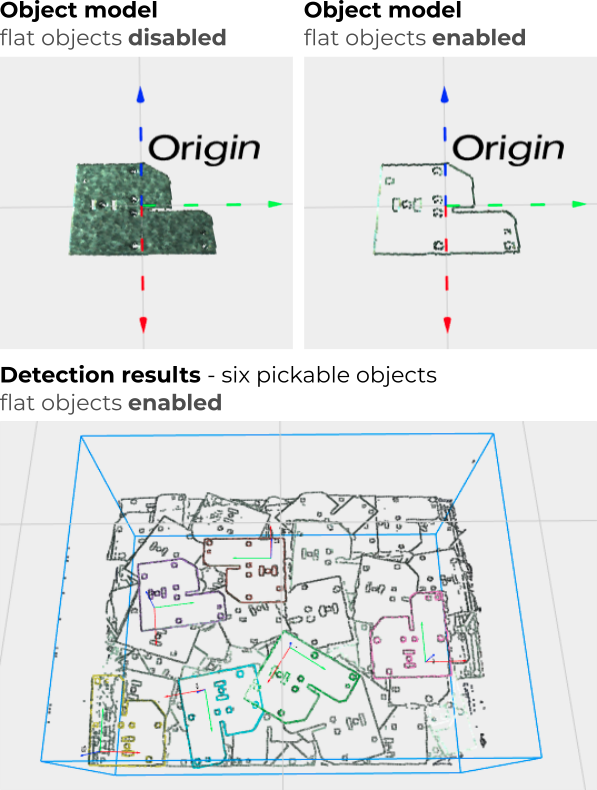 Object model
flat objects disabled
Object model
flat objects enabled
Origin
Origin
Detection results - six pickable objects
flat objects enabled